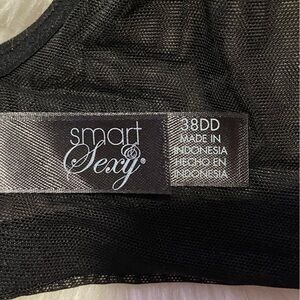 smart
& Sexy®
38DD
MADE IN
INDONESIA
HECHO EN
INDONESIA